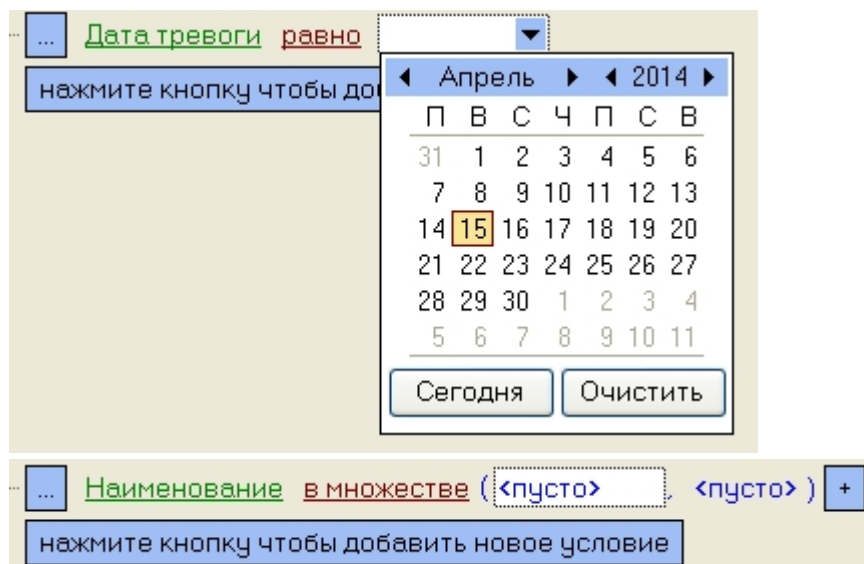 ... Дата тревоги равно
нажмите кнопку чтобы
Апрель 2014
П В С Ч П С В
31 1 2 3 4 5 6
7 8 9 10 11 12 13
14 15 16 17 18 19 20
21 22 23 24 25 26 27
28 29 30 1 2 3 4
5 6 7 8 9 10 11
Сегодня Очистить
... Наименование в множестве ( <пусто> , <пусто> ) +
нажмите кнопку чтобы добавить новое условие